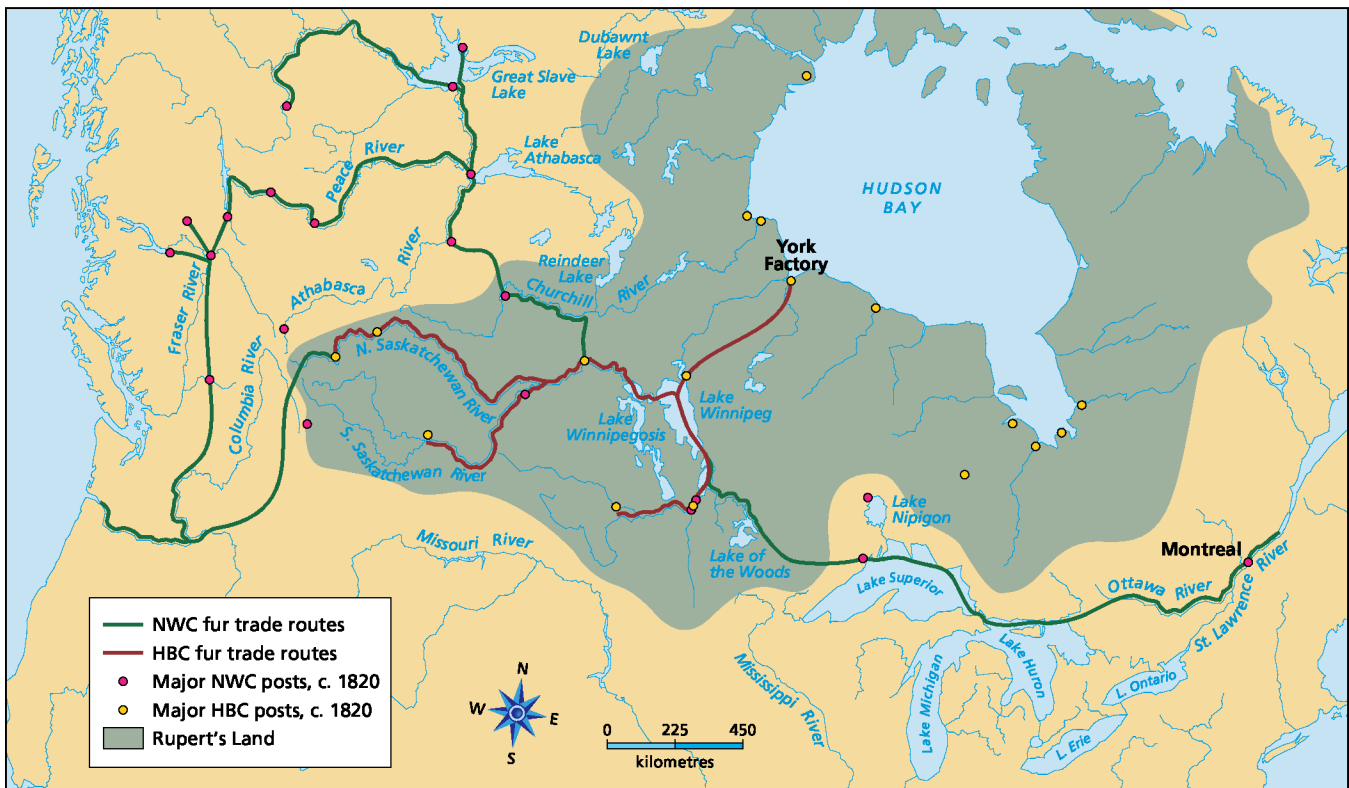 Dubawnt
Lake
Great Slave
Lake
Lake
Athabasca
Peace River
HUDSON
BAY
York
Factory
Reindeer
Lake
Churchill River
Athabasca River
Fraser River
Columbia River
N. Saskatchewan River
S. Saskatchewan River
Lake
Winnipegosis
Lake
Winnipeg
Lake
Nipigon
Lake of
the Woods
Missouri River
Lake Superior
Montreal
Ottawa River
St. Lawrence River
Mississippi River
Lake Michigan
Lake Huron
L. Ontario
L. Erie
NWC fur trade routes
HBC fur trade routes
Major NWC posts, c. 1820
Major HBC posts, c. 1820
Rupert's Land
N
W
E
S
0 225 450
kilometres